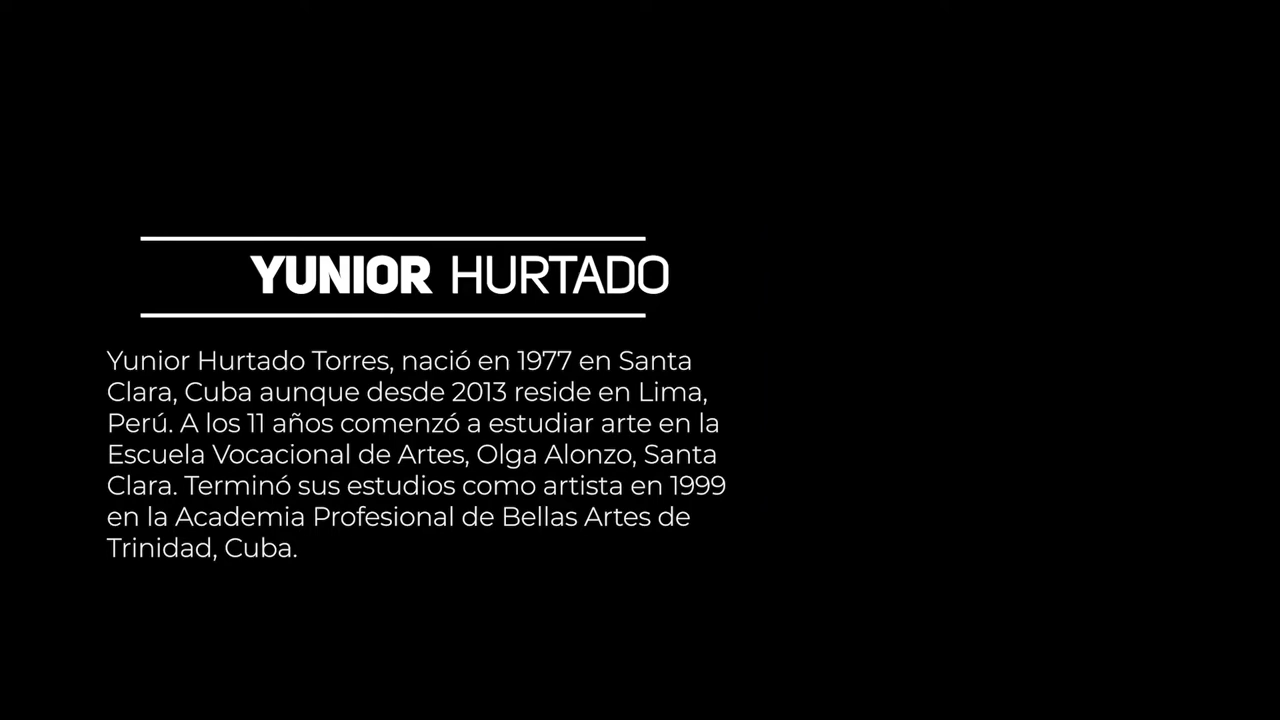 YUNIOR HURTADO
Yunior Hurtado Torres, nació en 1977 en Santa
Clara, Cuba aunque desde 2013 reside en Lima,
Perú. A los 11 años comenzó a estudiar arte en la
Escuela Vocacional de Artes, Olga Alonzo, Santa
Clara. Terminó sus estudios como artista en 1999
en la Academia Profesional de Bellas Artes de
Trinidad, Cuba.